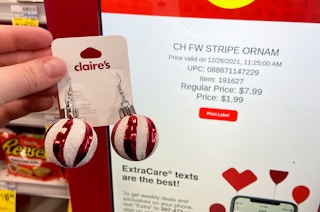 claire's
CH FW STRIPE ORNAM
Price valid on 12/26/2021, 11:25:00 AM
UPC: 088871147229
Item: 191627
Regular Price: $7.99
Price: $1.99
Print Label
Reese's
ExtraCare® texts
are the best!
To get weekly deals and